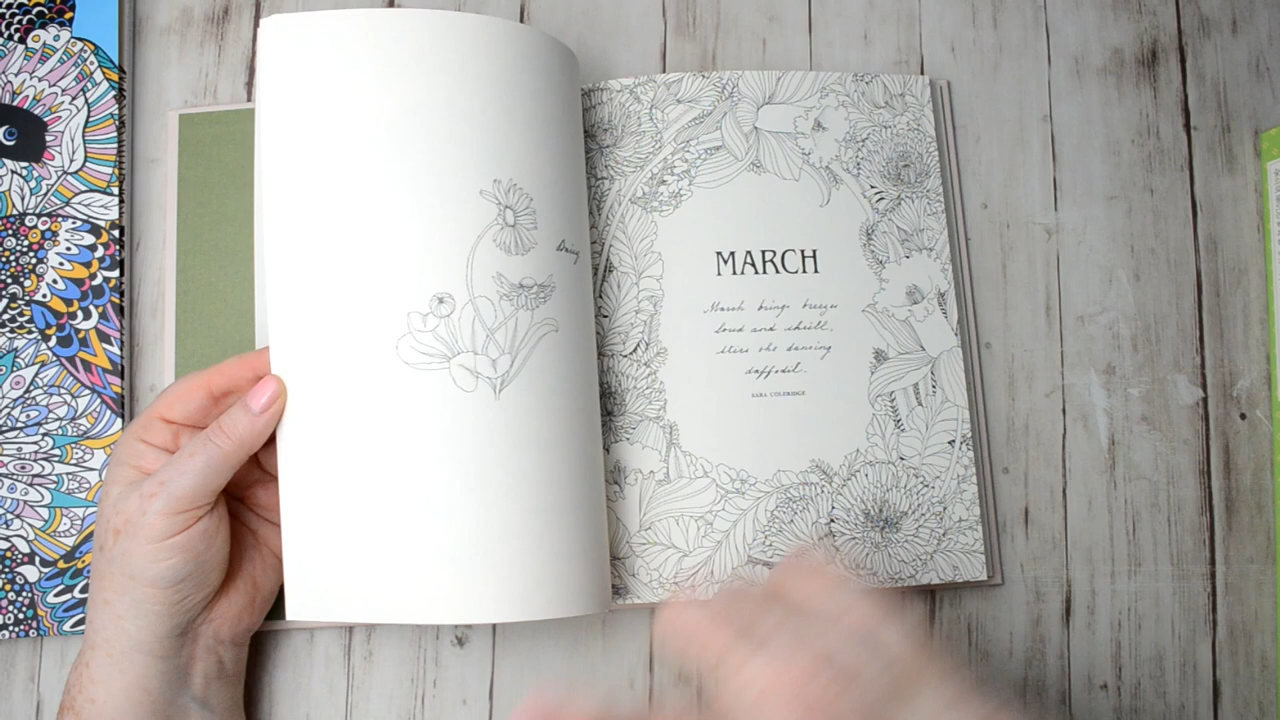 Daisy
MARCH
March brings breezes
loud and shrill,
stirs the dancing
daffodil.
SARA COLERIDGE